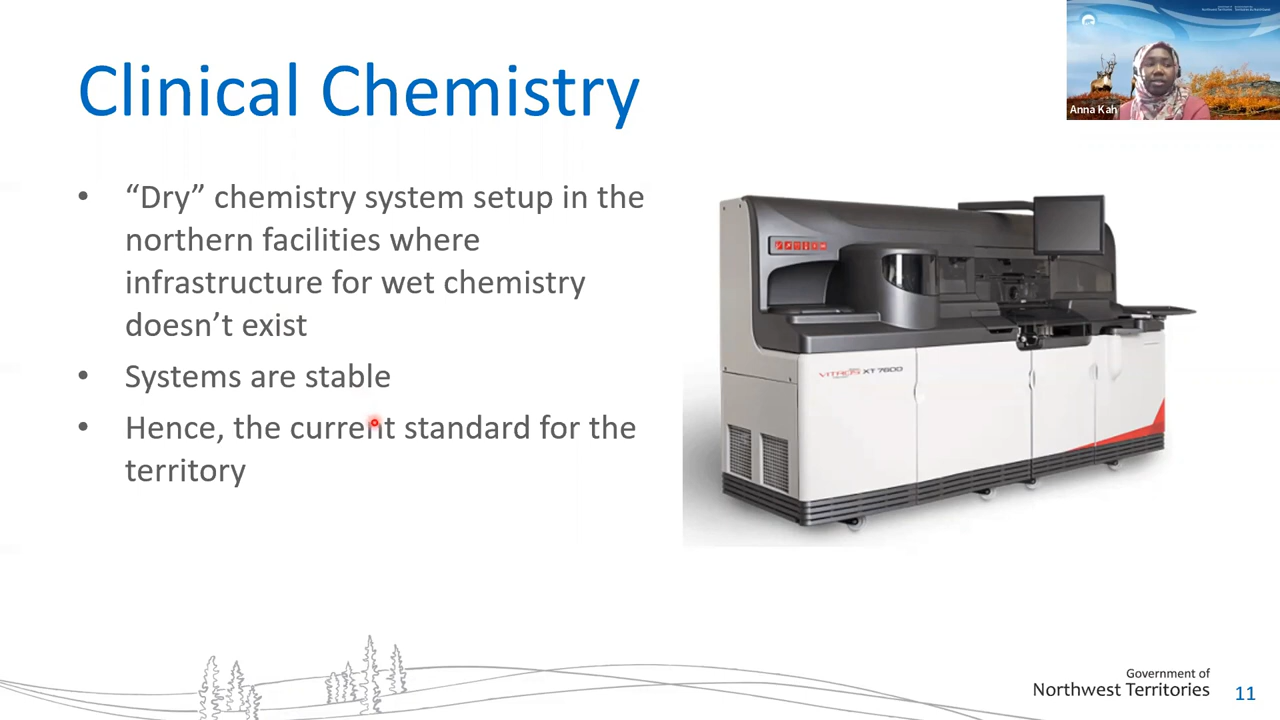 Clinical Chemistry
Anna Kah
• “Dry” chemistry system setup in the
northern facilities where
infrastructure for wet chemistry
doesn’t exist
• Systems are stable
• Hence, the current standard for the
territory
VITROS XT 7600
Government of
Northwest Territories
11